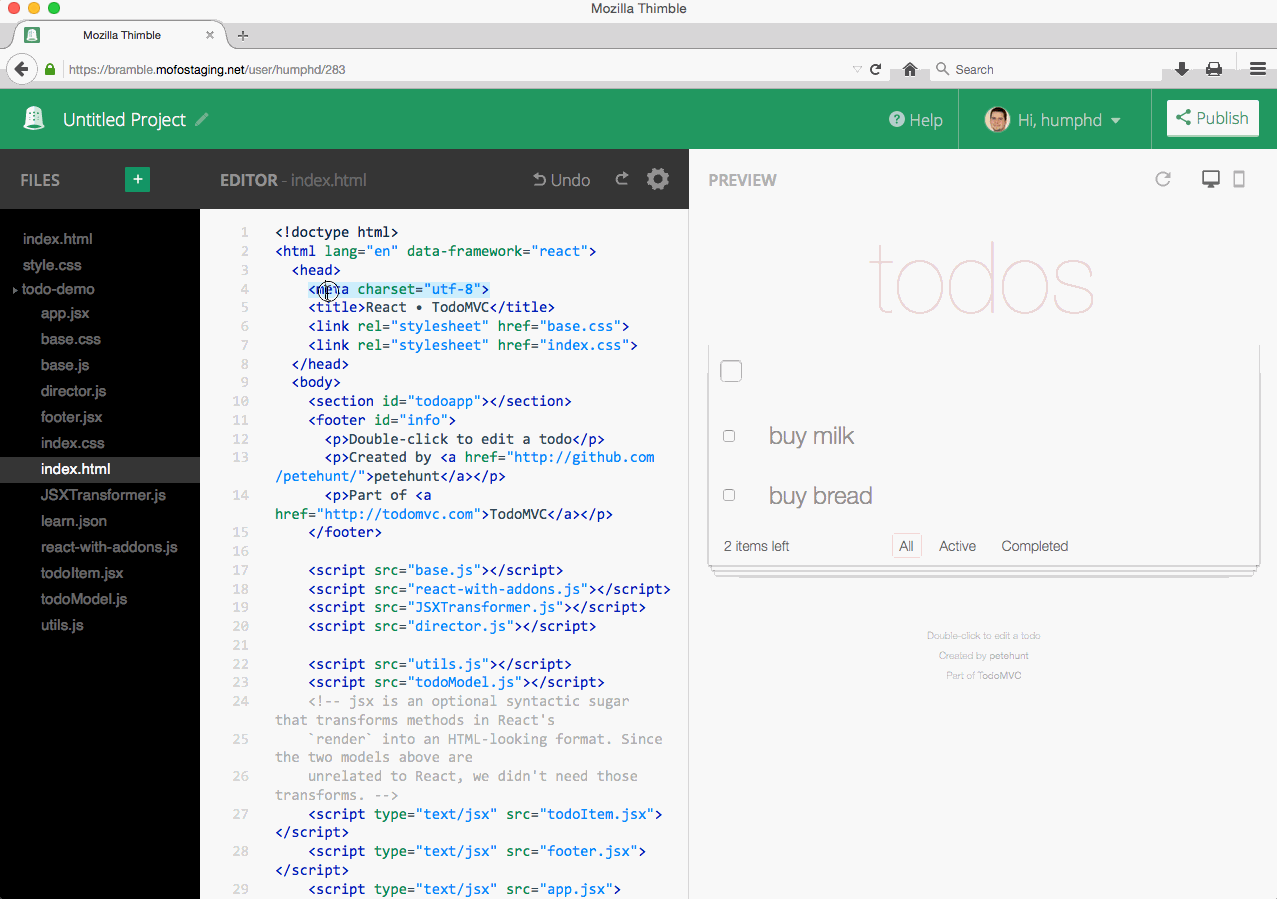 Mozilla Thimble
Mozilla Thimble
https://bramble.mofostaging.net/user/humphd/283
Search
Untitled Project
Help
Hi, humphd
Publish
FILES
EDITOR - index.html
Undo
PREVIEW
index.html
style.css
todo-demo
app.jsx
base.css
base.js
director.js
footer.jsx
index.css
index.html
JSXTransformer.js
learn.json
react-with-addons.js
todoItem.jsx
todoModel.js
utils.js
1 <!doctype html>
2 <html lang="en" data-framework="react">
3 <head>
4 <meta charset="utf-8">
5 <title>React • TodoMVC</title>
6 <link rel="stylesheet" href="base.css">
7 <link rel="stylesheet" href="index.css">
8 </head>
9 <body>
10 <section id="todoapp"></section>
11 <footer id="info">
12 <p>Double-click to edit a todo</p>
13 <p>Created by <a href="http://github.com
/petehunt/">petehunt</a></p>
14 <p>Part of <a
href="http://todomvc.com">TodoMVC</a></p>
15 </footer>
16
17 <script src="base.js"></script>
18 <script src="react-with-addons.js"></script>
19 <script src="JSXTransformer.js"></script>
20 <script src="director.js"></script>
21
22 <script src="utils.js"></script>
23 <script src="todoModel.js"></script>
24 <!-- jsx is an optional syntactic sugar
that transforms methods in React's
25 `render` into an HTML-looking format. Since
the two models above are
26 unrelated to React, we didn't need those
transforms. -->
27 <script type="text/jsx" src="todoItem.jsx">
</script>
28 <script type="text/jsx" src="footer.jsx">
</script>
29 <script type="text/jsx" src="app.jsx">
todos
buy milk
buy bread
2 items left
All
Active
Completed
Double-click to edit a todo
Created by petehunt
Part of TodoMVC